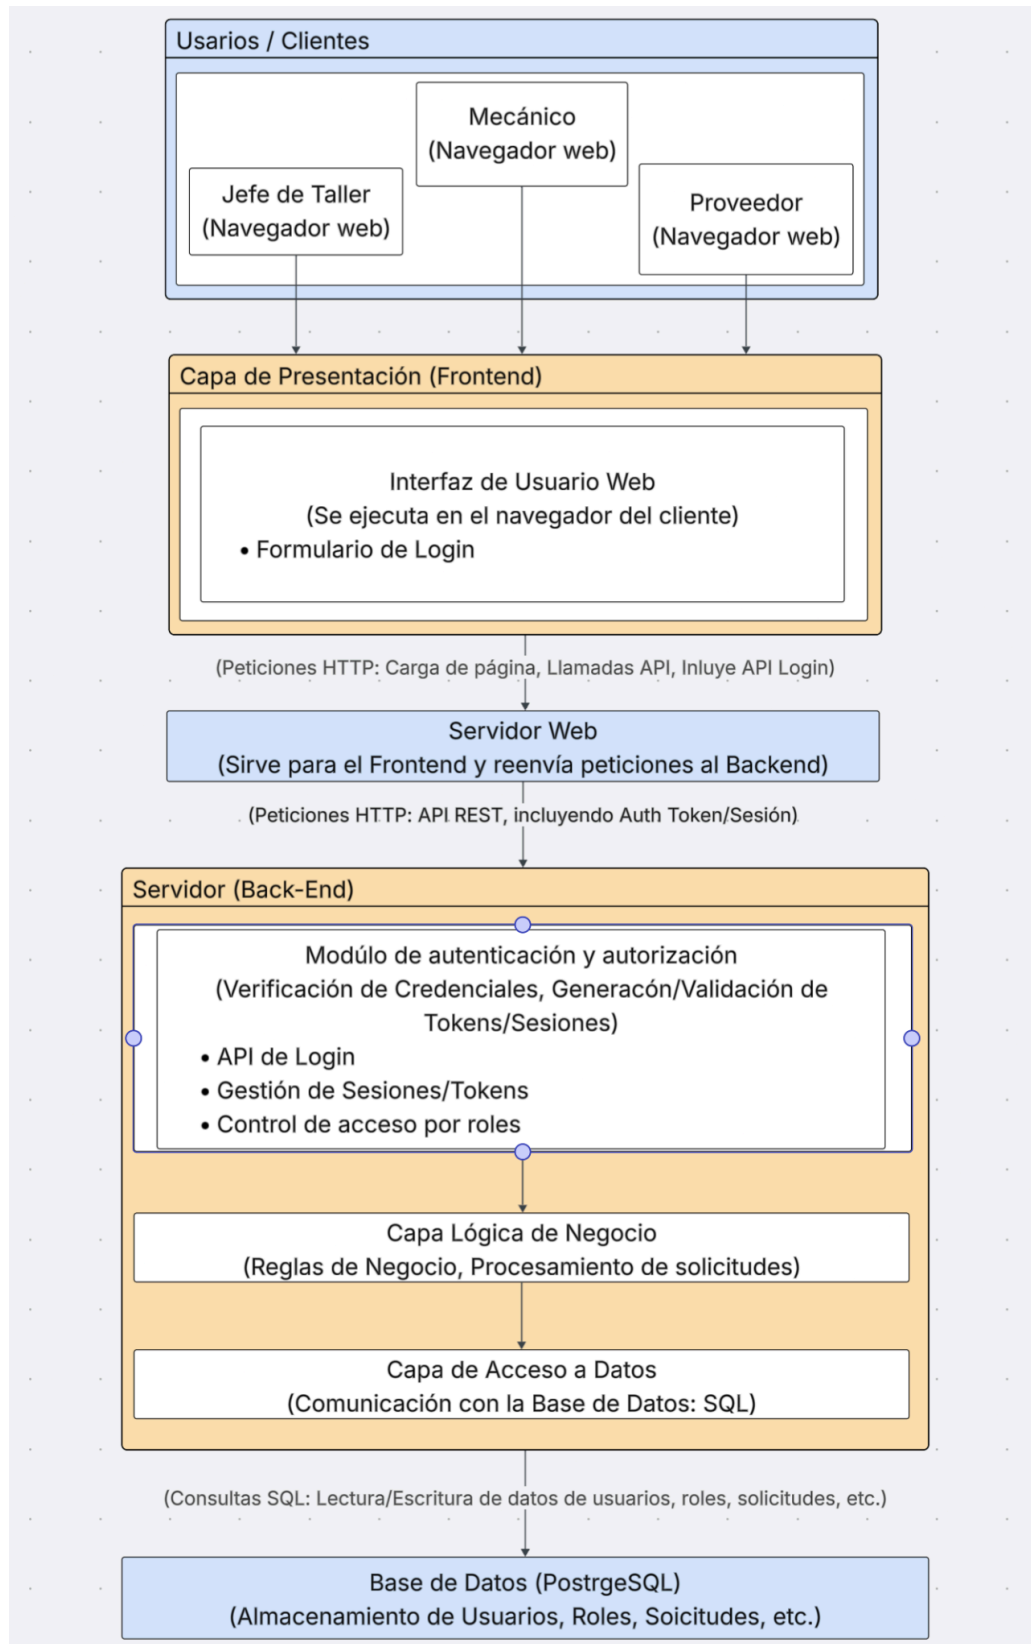 Usarios / Clientes
Mecánico
(Navegador web)
Jefe de Taller
(Navegador web)
Proveedor
(Navegador web)
Capa de Presentación (Frontend)
Interfaz de Usuario Web
(Se ejecuta en el navegador del cliente)
• Formulario de Login
(Peticiones HTTP: Carga de página, Llamadas API, Inluye API Login)
Servidor Web
(Sirve para el Frontend y reenvía peticiones al Backend)
(Peticiones HTTP: API REST, incluyendo Auth Token/Sesión)
Servidor (Back-End)
Modúlo de autenticación y autorización
(Verificación de Credenciales, Generacón/Validación de
Tokens/Sesiones)
• API de Login
• Gestión de Sesiones/Tokens
• Control de acceso por roles
Capa Lógica de Negocio
(Reglas de Negocio, Procesamiento de solicitudes)
Capa de Acceso a Datos
(Comunicación con la Base de Datos: SQL)
(Consultas SQL: Lectura/Escritura de datos de usuarios, roles, solicitudes, etc.)
Base de Datos (PostrgeSQL)
(Almacenamiento de Usuarios, Roles, Soicitudes, etc.)